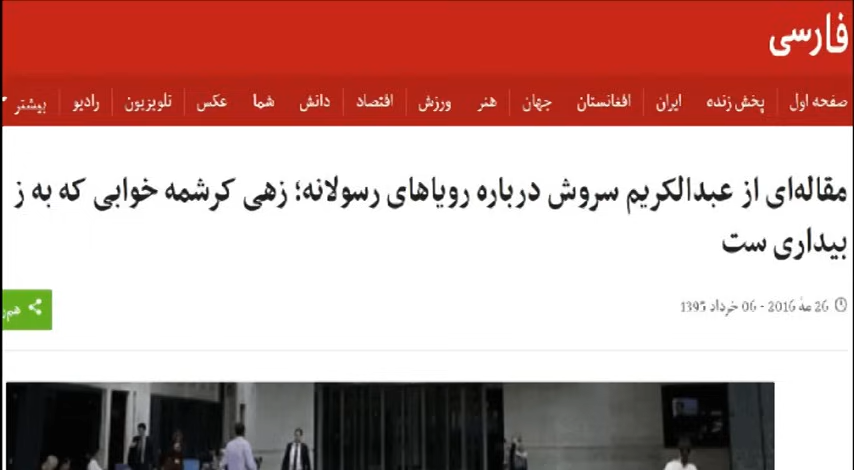 فارسی
صفحه اول پخش زنده ایران افغانستان جهان هنر ورزش اقتصاد دانش شما عکس تلویزیون رادیو بیشتر
مقاله‌ای از عبدالکریم سروش درباره رویاهای رسولانه؛ زهی کرشمه خوابی که به ز
بیداری ست
26 مهٔ 2016 - 06 خرداد 1395